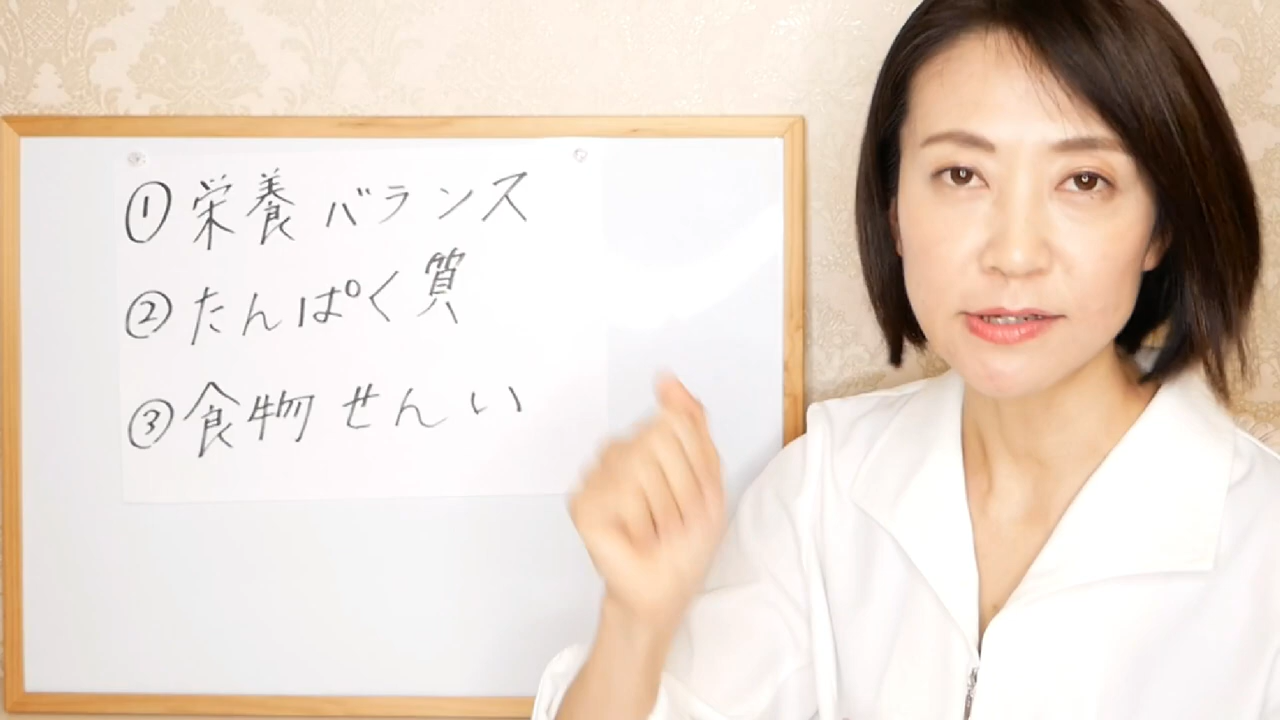 ① 栄養バランス
② たんぱく質
③ 食物せんい